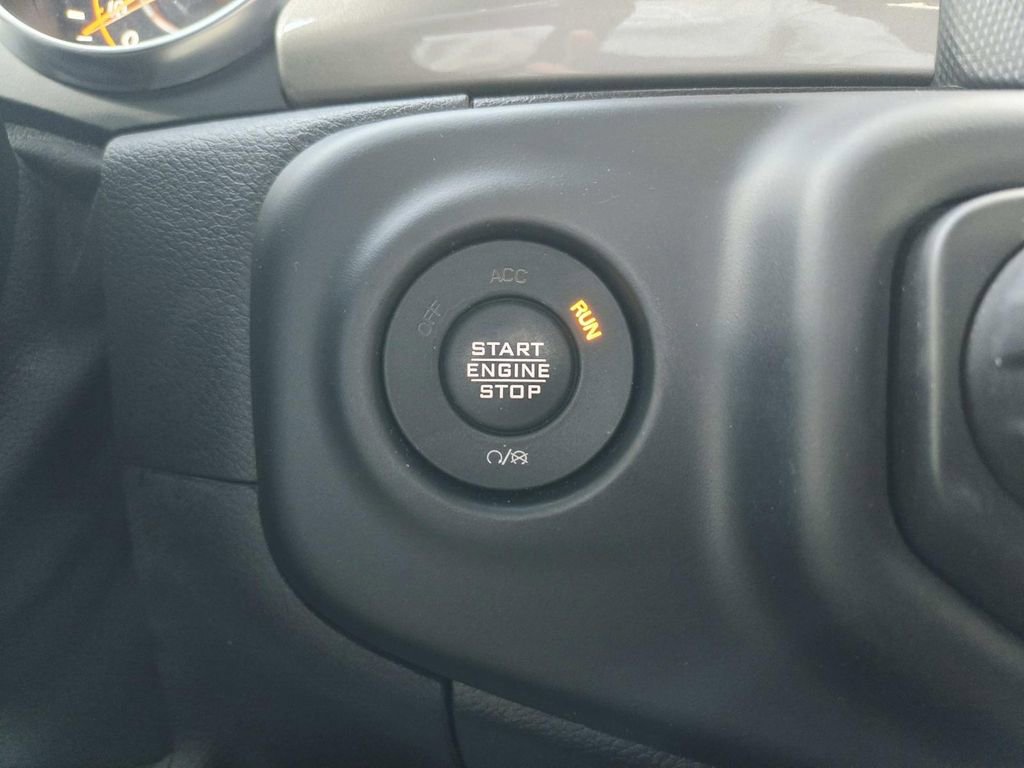 ACC
OFF
RUN
START
ENGINE
STOP